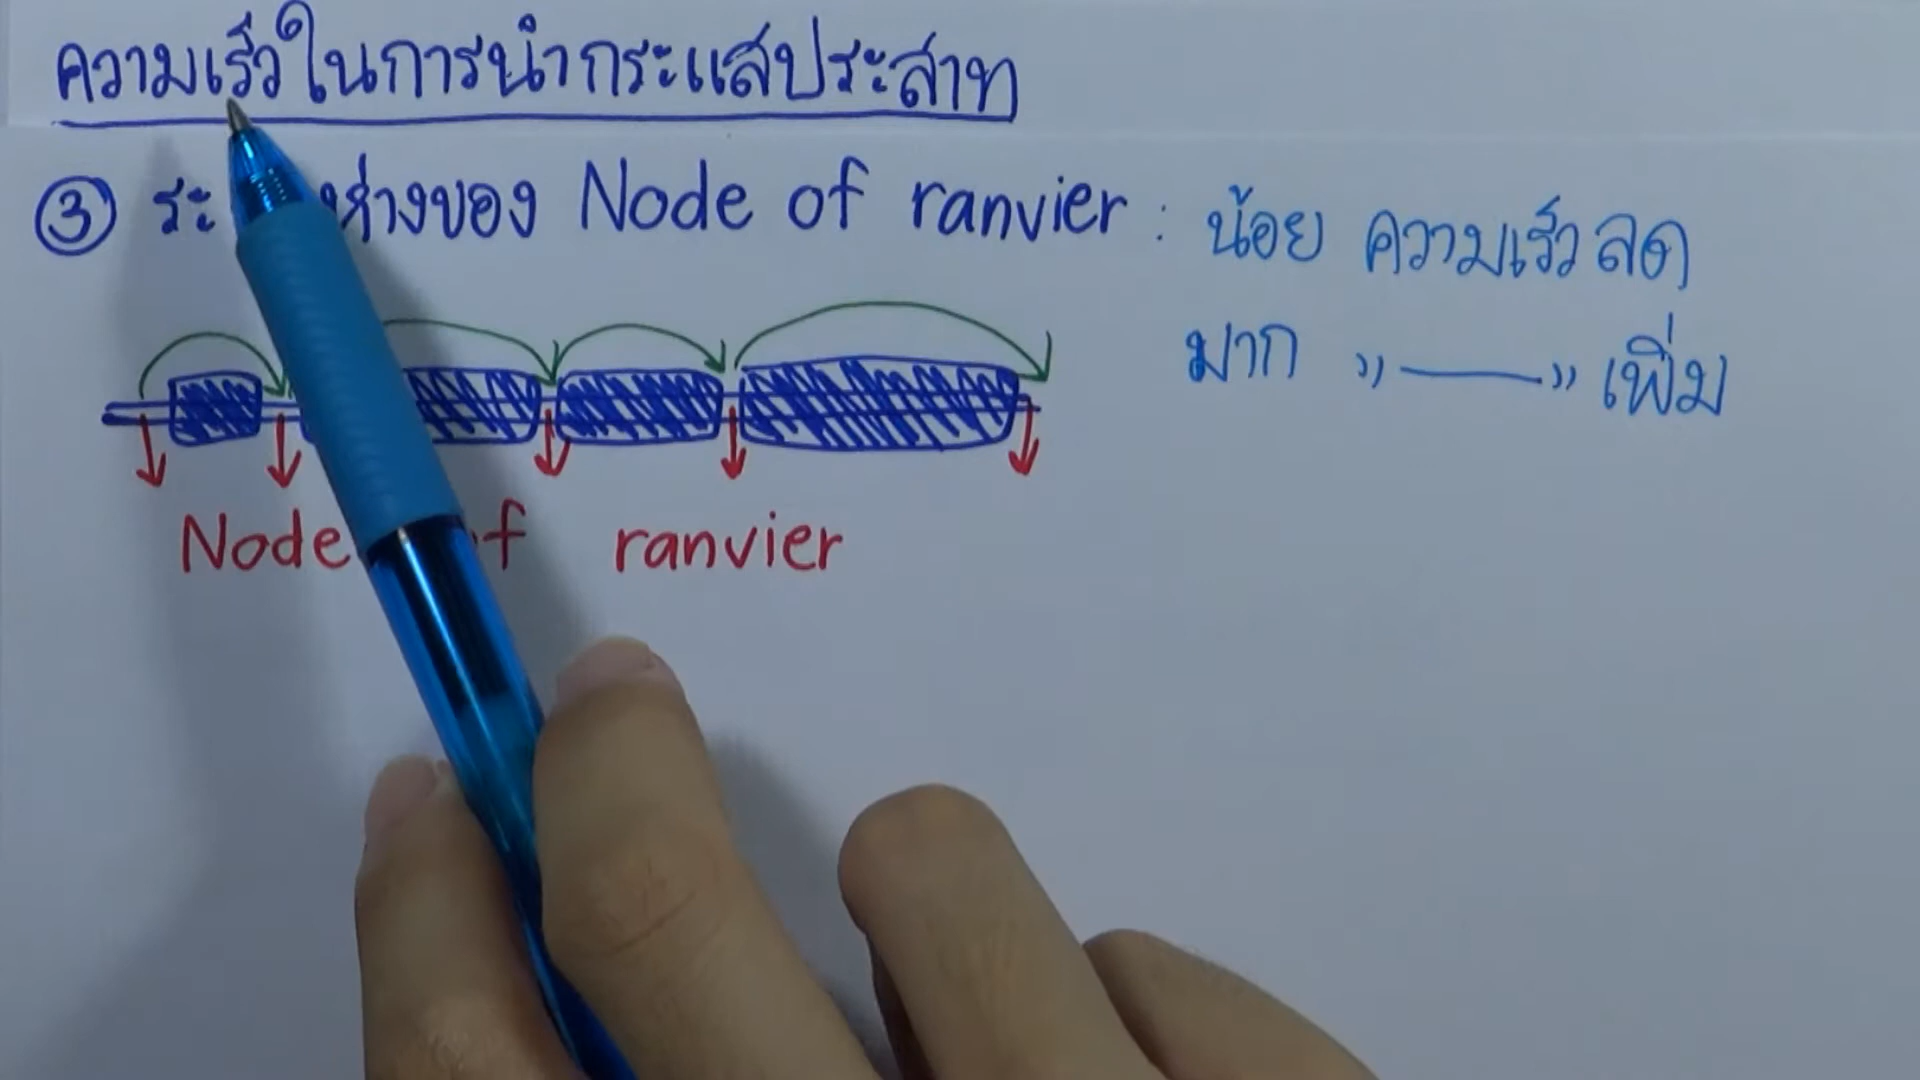 ความเร็วในการนำกระแสประสาท
③ ระ ห่างของ Node of ranvier : น้อย ความเร็วลด
มาก " — " เพิ่ม
Node of ranvier